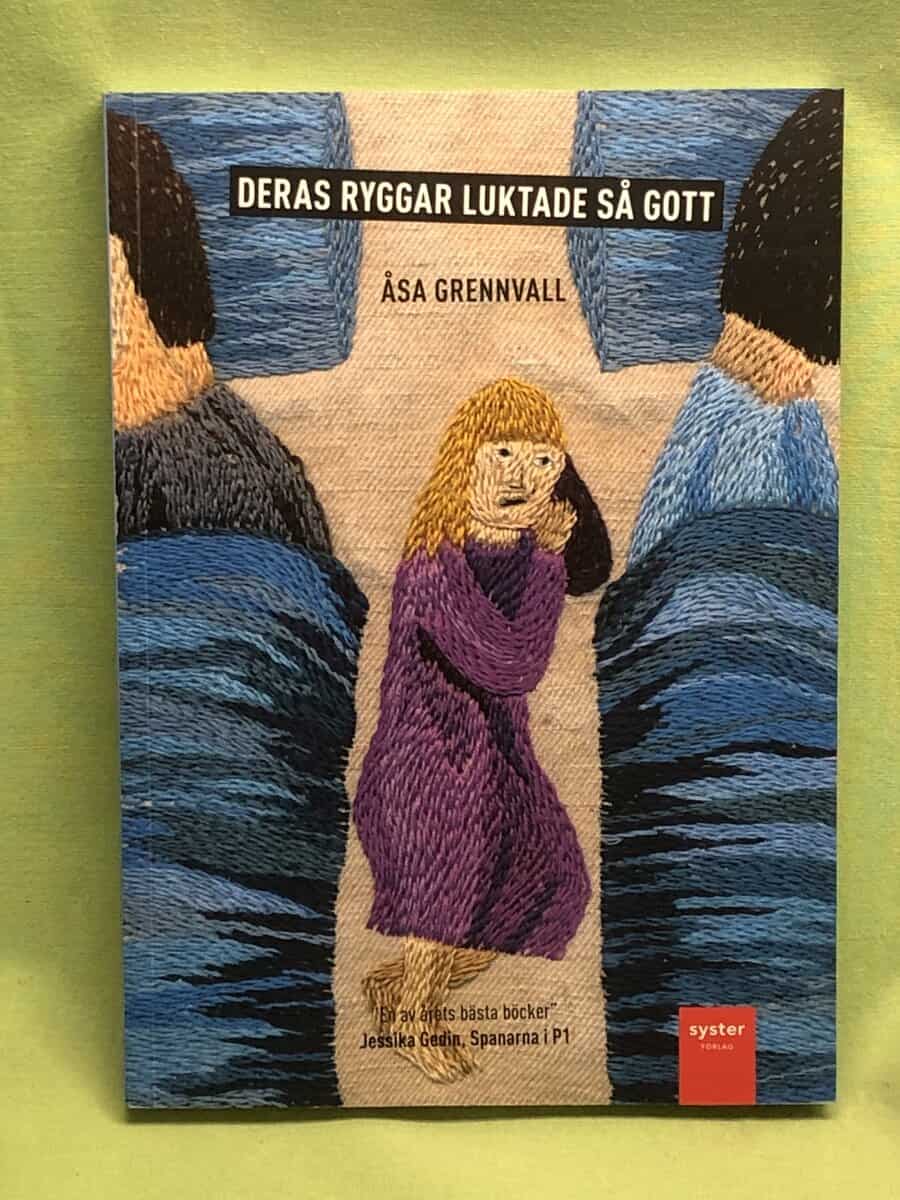 DERAS RYGGAR LUKTADE SÅ GOTT
ÅSA GRENNVALL
"En av årets bästa böcker"
Jessika Gedin, Spanarna i P1
syster
FÖRLAG